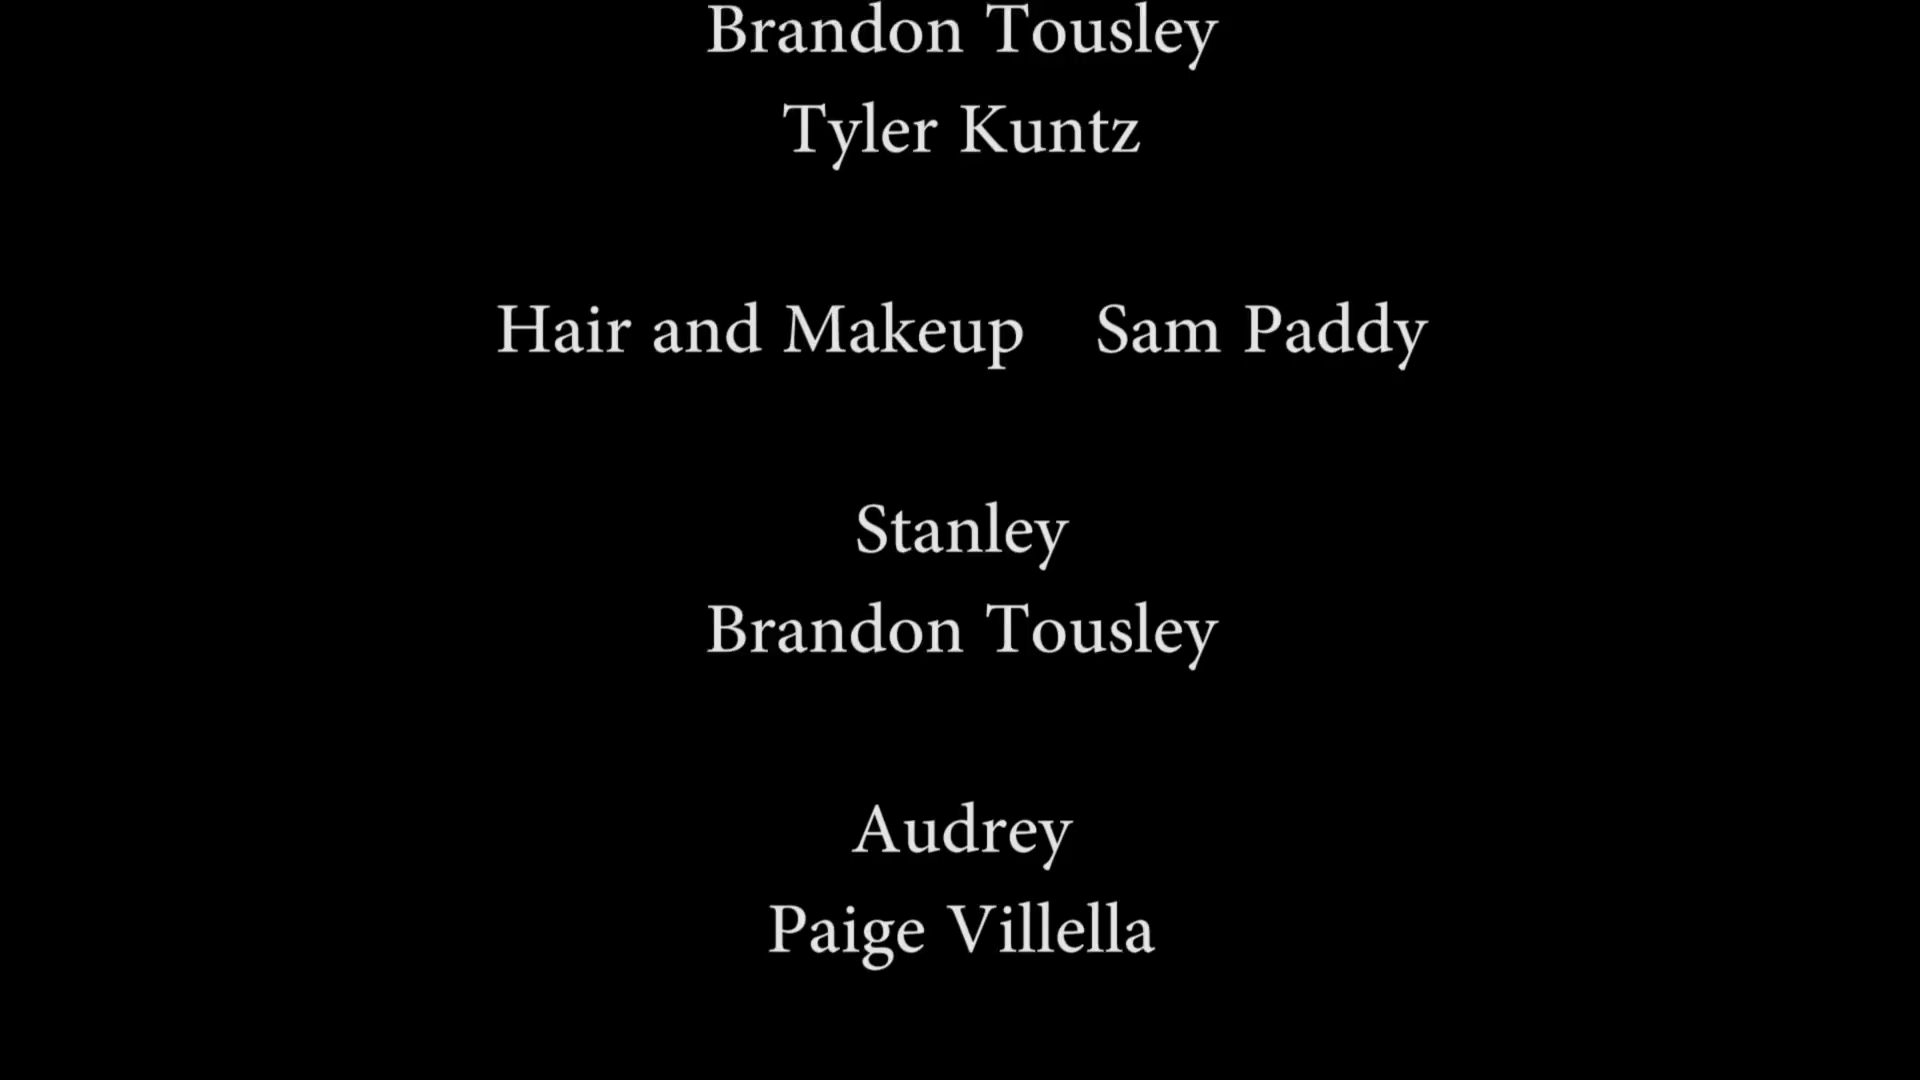 Brandon Tousley
Tyler Kuntz
Hair and Makeup Sam Paddy
Stanley
Brandon Tousley
Audrey
Paige Villella